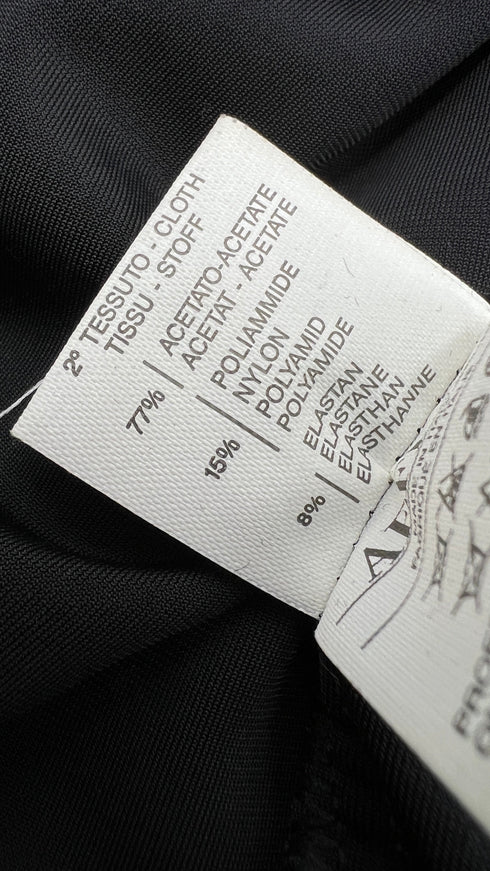 2° TESSUTO - CLOTH
TISSU - STOFF
77% ACETATO-ACETATE
ACETAT - ACETATE
15% POLIAMMIDE
NYLON
POLYAMID
POLYAMIDE
8% ELASTAN
ELASTANE
ELASTHAN
ELASTHANNE